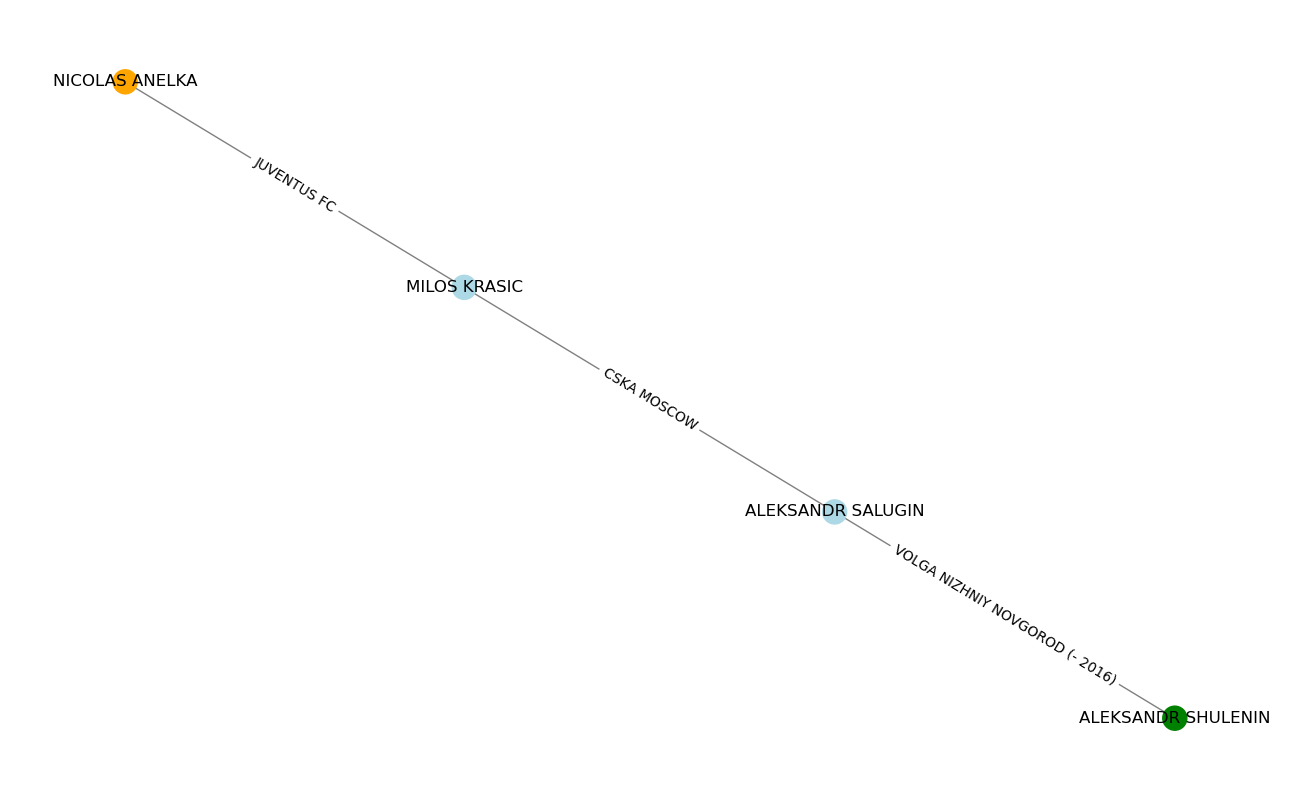 NICOLAS ANELKA
JUVENTUS FC
MILOS KRASIC
CSKA MOSCOW
ALEKSANDR SALUGIN
VOLGA NIZHNIY NOVGOROD (- 2016)
ALEKSANDR SHULENIN